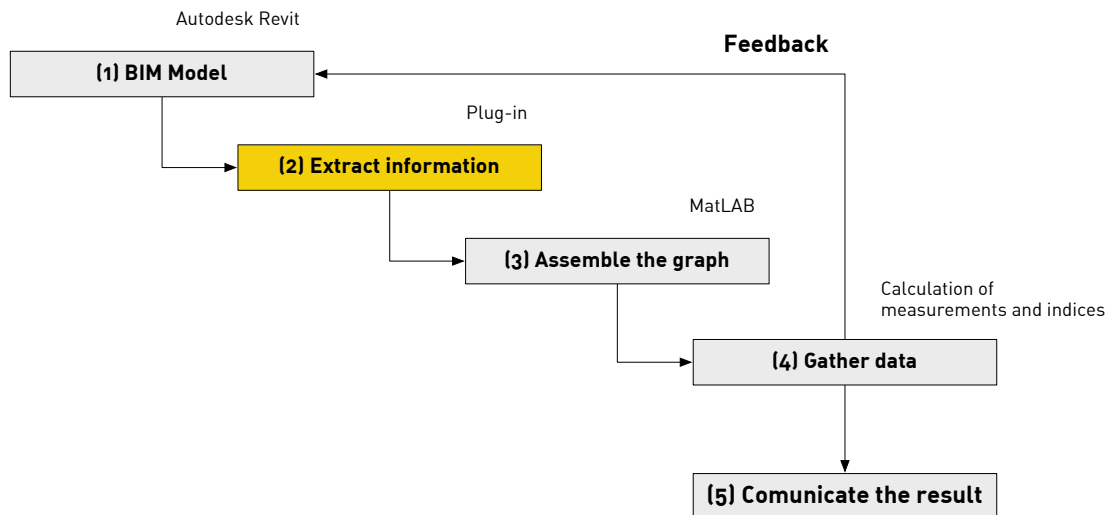 Autodesk Revit
Feedback
(1) BIM Model
Plug-in
(2) Extract information
MatLAB
(3) Assemble the graph
Calculation of
measurements and indices
(4) Gather data
(5) Comunicate the result